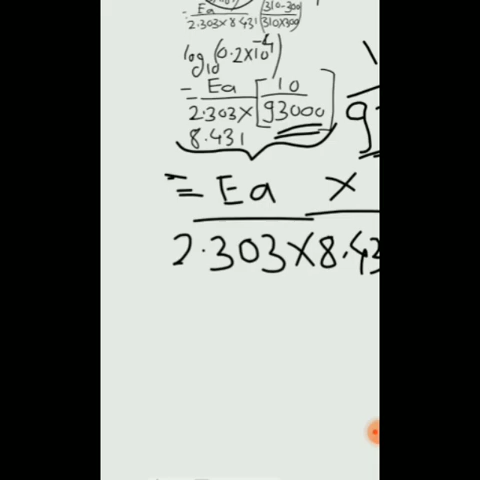 = Ea (310-300)
2.303×8.431 (310×300)
log10(0.2×10^-4)
= Ea [10]
2.303× [93000]
8.431
= Ea ×
2.303×8.43